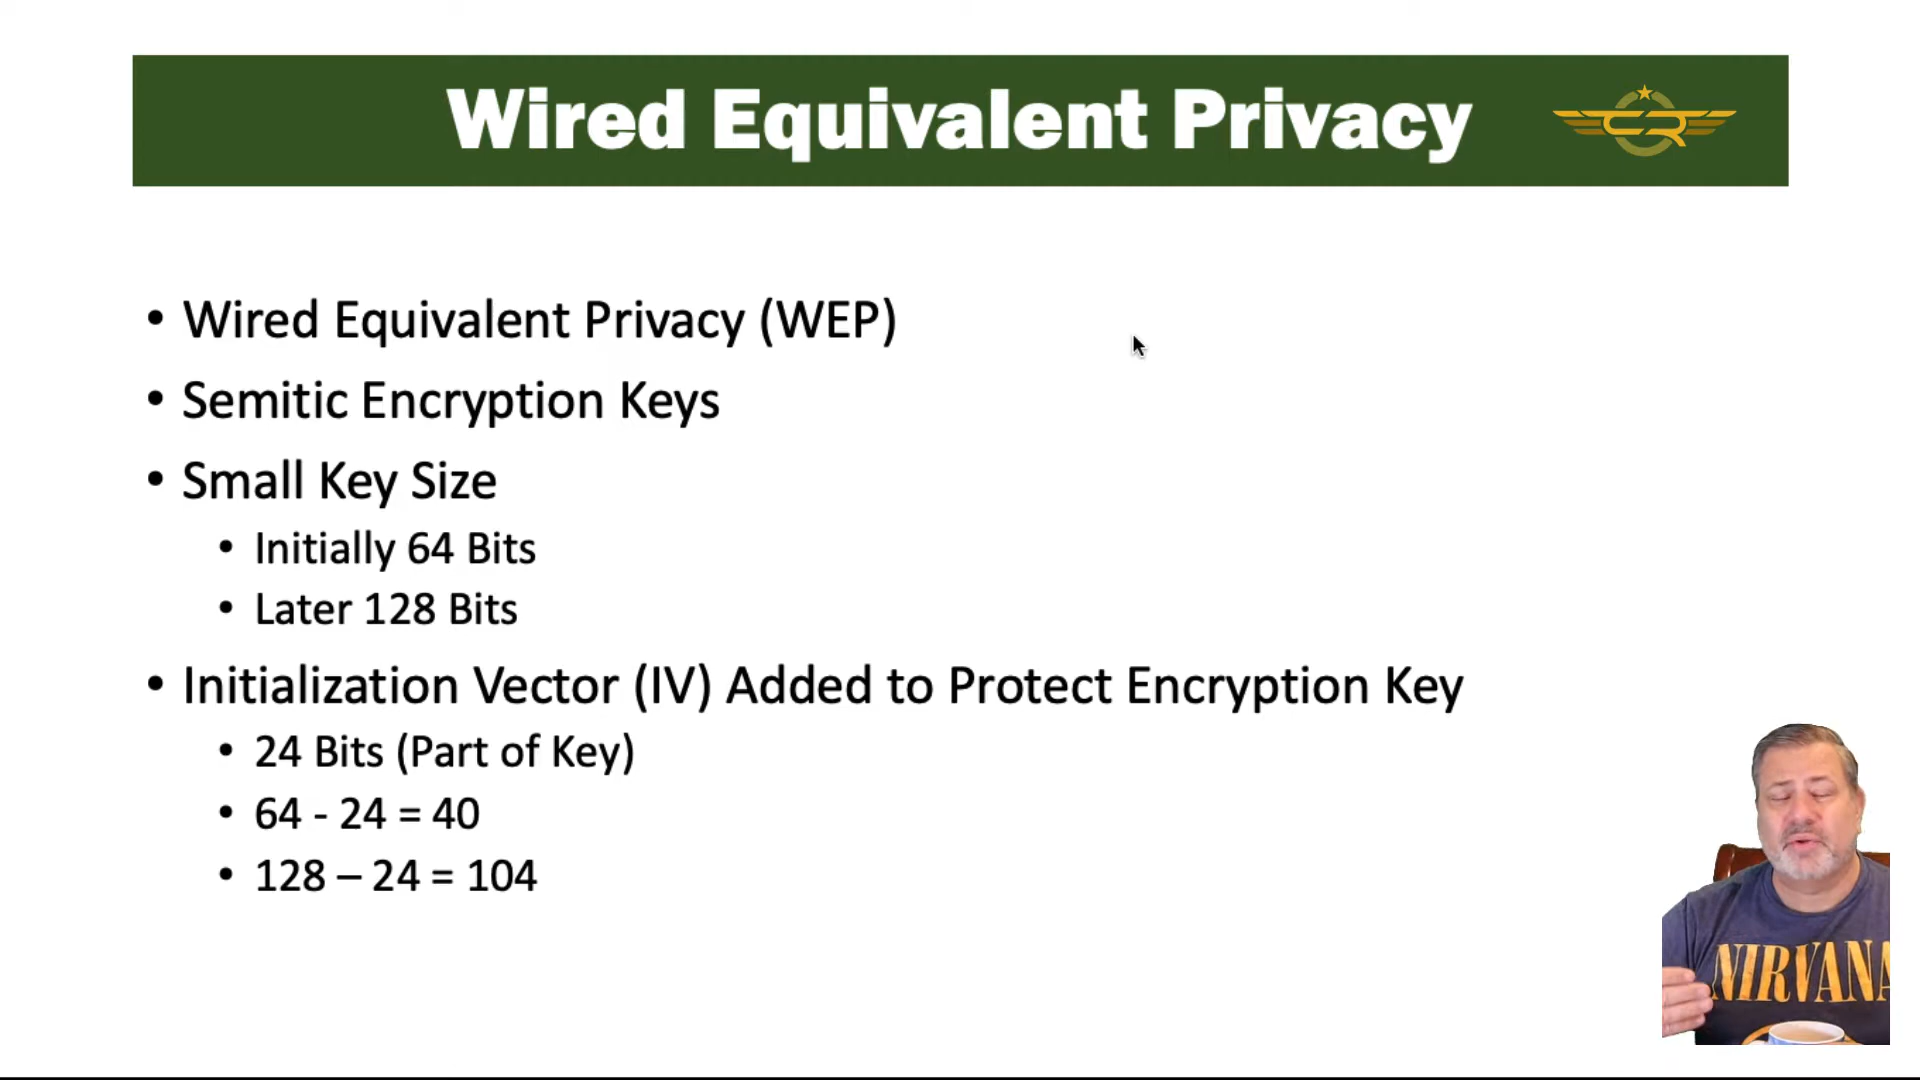 Wired Equivalent Privacy
CR
• Wired Equivalent Privacy (WEP)
• Semitic Encryption Keys
• Small Key Size
• Initially 64 Bits
• Later 128 Bits
• Initialization Vector (IV) Added to Protect Encryption Key
• 24 Bits (Part of Key)
• 64 - 24 = 40
• 128 – 24 = 104
NIRVANA